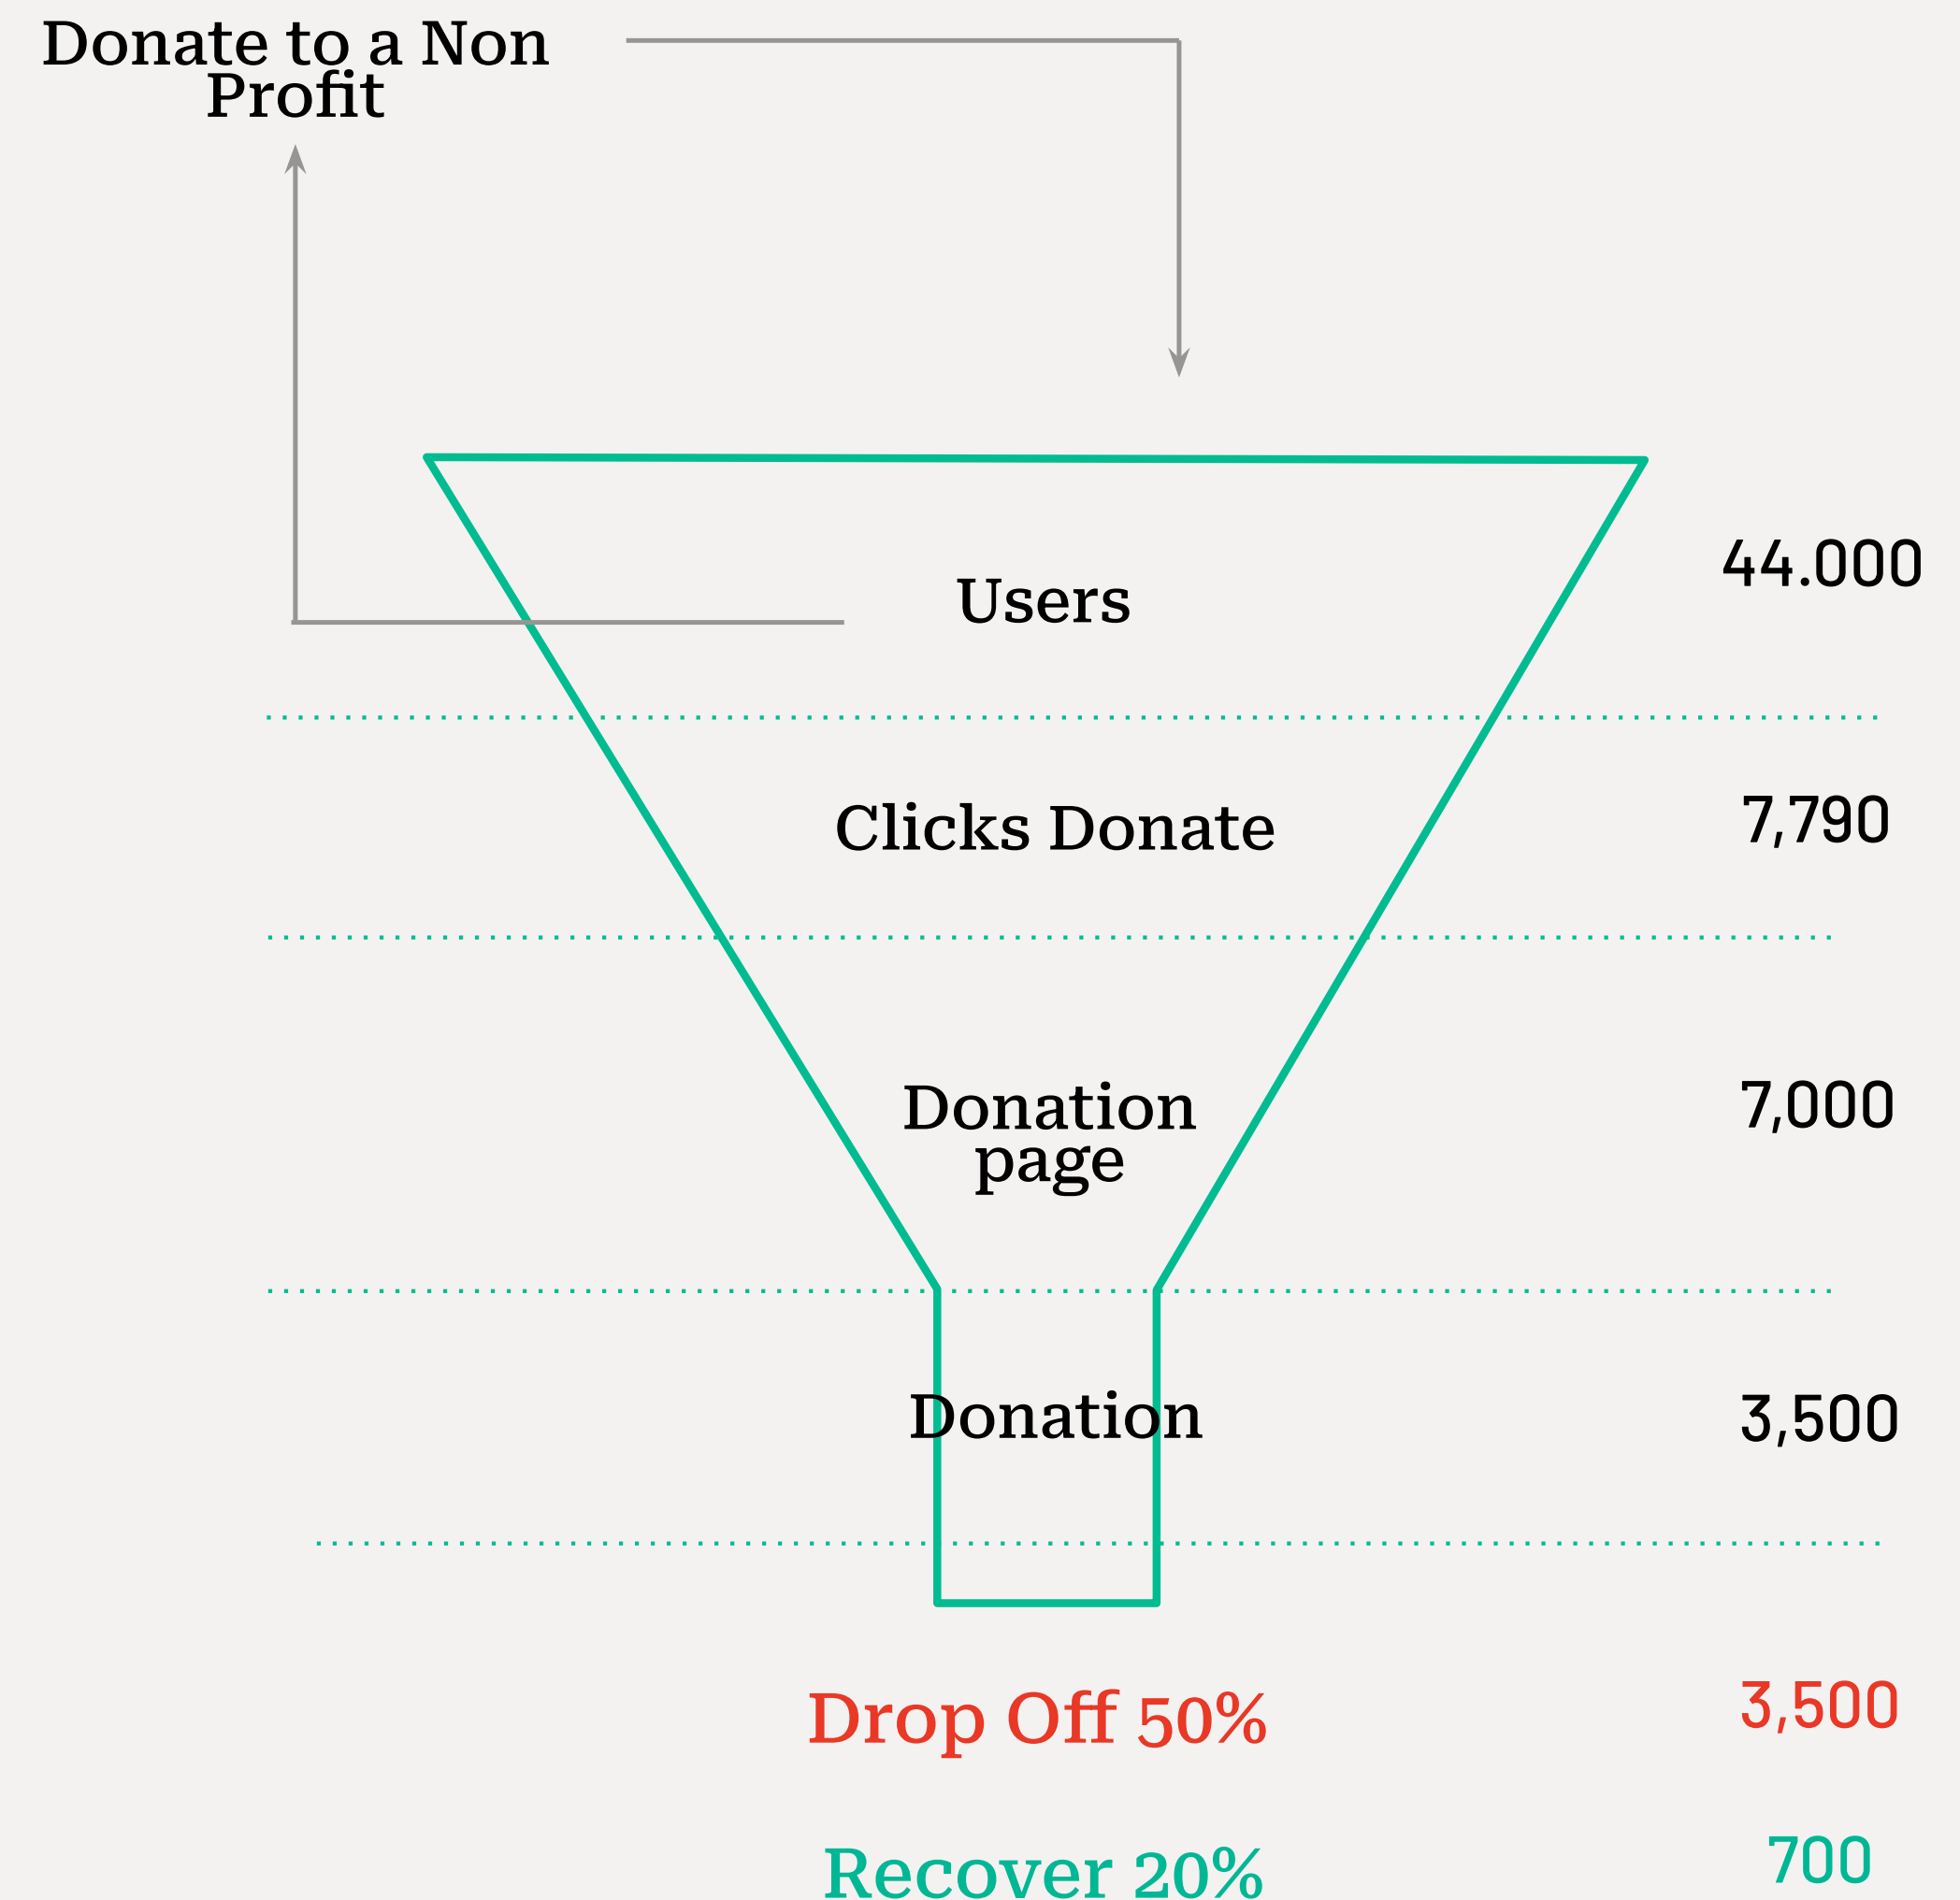 Donate to a Non
Profit
Users
44.000
Clicks Donate
7,790
Donation
page
7,000
Donation
3,500
Drop Off 50%
3,500
Recover 20%
700